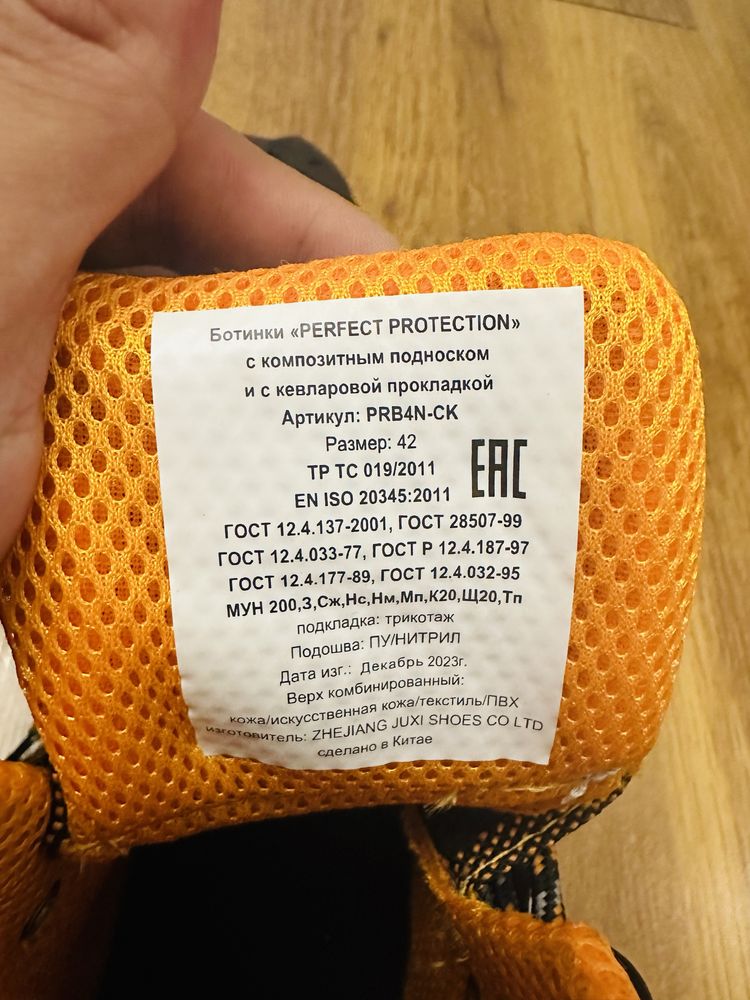 Ботинки «PERFECT PROTECTION»
с композитным подноском
и с кевларовой прокладкой
Артикул: PRB4N-CK
Размер: 42
ТР ТС 019/2011
EAC
EN ISO 20345:2011
ГОСТ 12.4.137-2001, ГОСТ 28507-99
ГОСТ 12.4.033-77, ГОСТ Р 12.4.187-97
ГОСТ 12.4.177-89, ГОСТ 12.4.032-95
МУН 200,З,Сж,Нс,Нм,Мп,К20,Щ20,Тп
подкладка: трикотаж
Подошва: ПУ/НИТРИЛ
Дата изг.: Декабрь 2023г.
Верх комбинированный:
кожа/искусственная кожа/текстиль/ПВХ
изготовитель: ZHEJIANG JUXI SHOES CO LTD
сделано в Китае